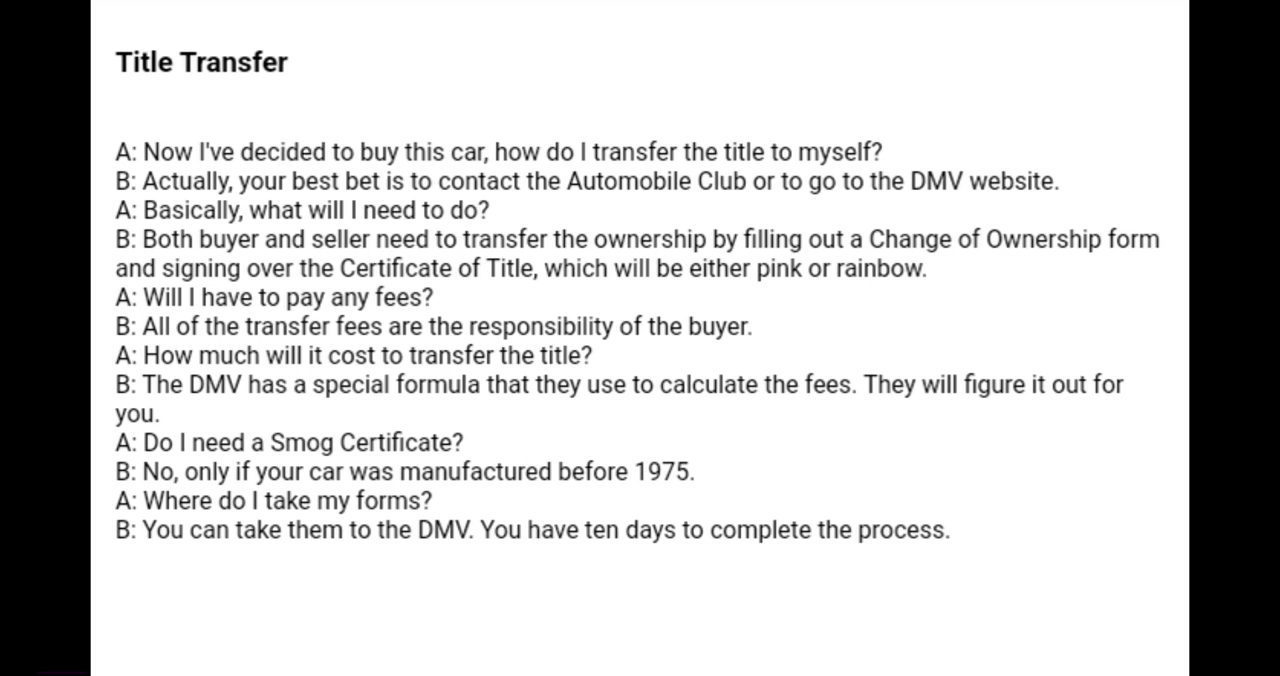 Title Transfer
A: Now I've decided to buy this car, how do I transfer the title to myself?
B: Actually, your best bet is to contact the Automobile Club or to go to the DMV website.
A: Basically, what will I need to do?
B: Both buyer and seller need to transfer the ownership by filling out a Change of Ownership form
and signing over the Certificate of Title, which will be either pink or rainbow.
A: Will I have to pay any fees?
B: All of the transfer fees are the responsibility of the buyer.
A: How much will it cost to transfer the title?
B: The DMV has a special formula that they use to calculate the fees. They will figure it out for
you.
A: Do I need a Smog Certificate?
B: No, only if your car was manufactured before 1975.
A: Where do I take my forms?
B: You can take them to the DMV. You have ten days to complete the process.